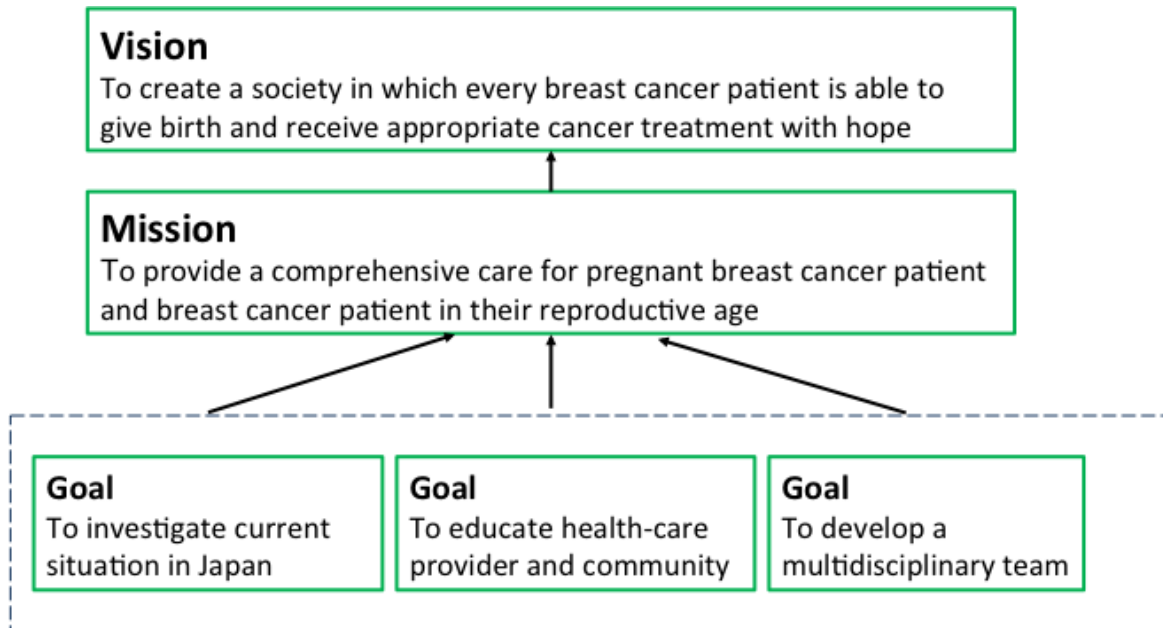 Vision
To create a society in which every breast cancer patient is able to
give birth and receive appropriate cancer treatment with hope
Mission
To provide a comprehensive care for pregnant breast cancer patient
and breast cancer patient in their reproductive age
Goal
To investigate current
situation in Japan
Goal
To educate health-care
provider and community
Goal
To develop a
multidisciplinary team